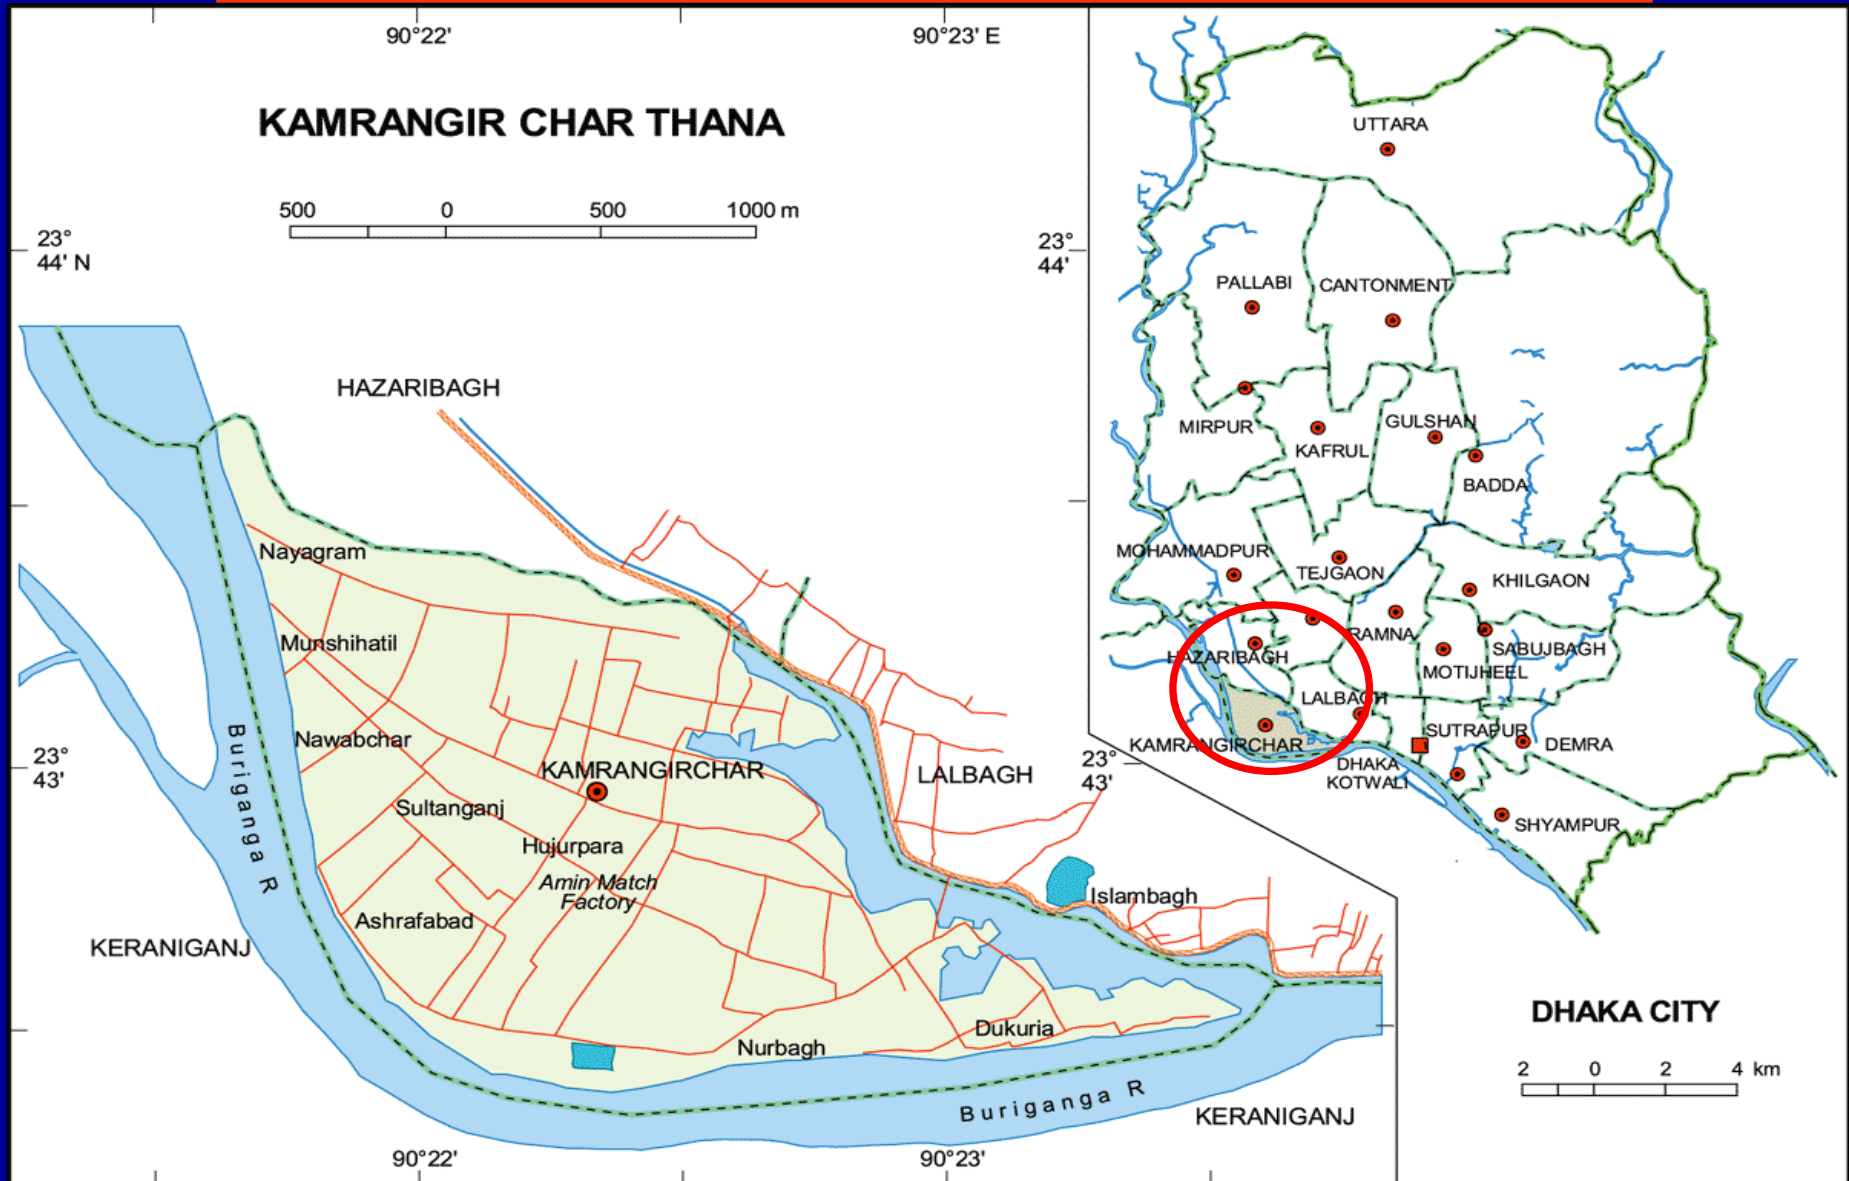 90°22'
90°23' E
KAMRANGIR CHAR THANA
500 0 500 1000 m
23°
44' N
HAZARIBAGH
Nayagram
Munshihatil
Nawabchar
KAMRANGIRCHAR
LALBAGH
Sultanganj
Hujurpara
Amin Match
Factory
Islambagh
Ashrafabad
KERANIGANJ
Buriganga R
Dukuria
Nurbagh
Buriganga R
KERANIGANJ
23°
43'
90°22'
90°23'
23°
44'
23°
43'
UTTARA
PALLABI
CANTONMENT
MIRPUR
KAFRUL
GULSHAN
BADDA
MOHAMMADPUR
TEJGAON
KHILGAON
RAMNA
HAZARIBAGH
SABUJBAGH
MOTIJHEEL
LALBAGH
SUTRAPUR
KAMRANGIRCHAR
DEMRA
DHAKA
KOTWALI
SHYAMPUR
DHAKA CITY
2 0 2 4 km